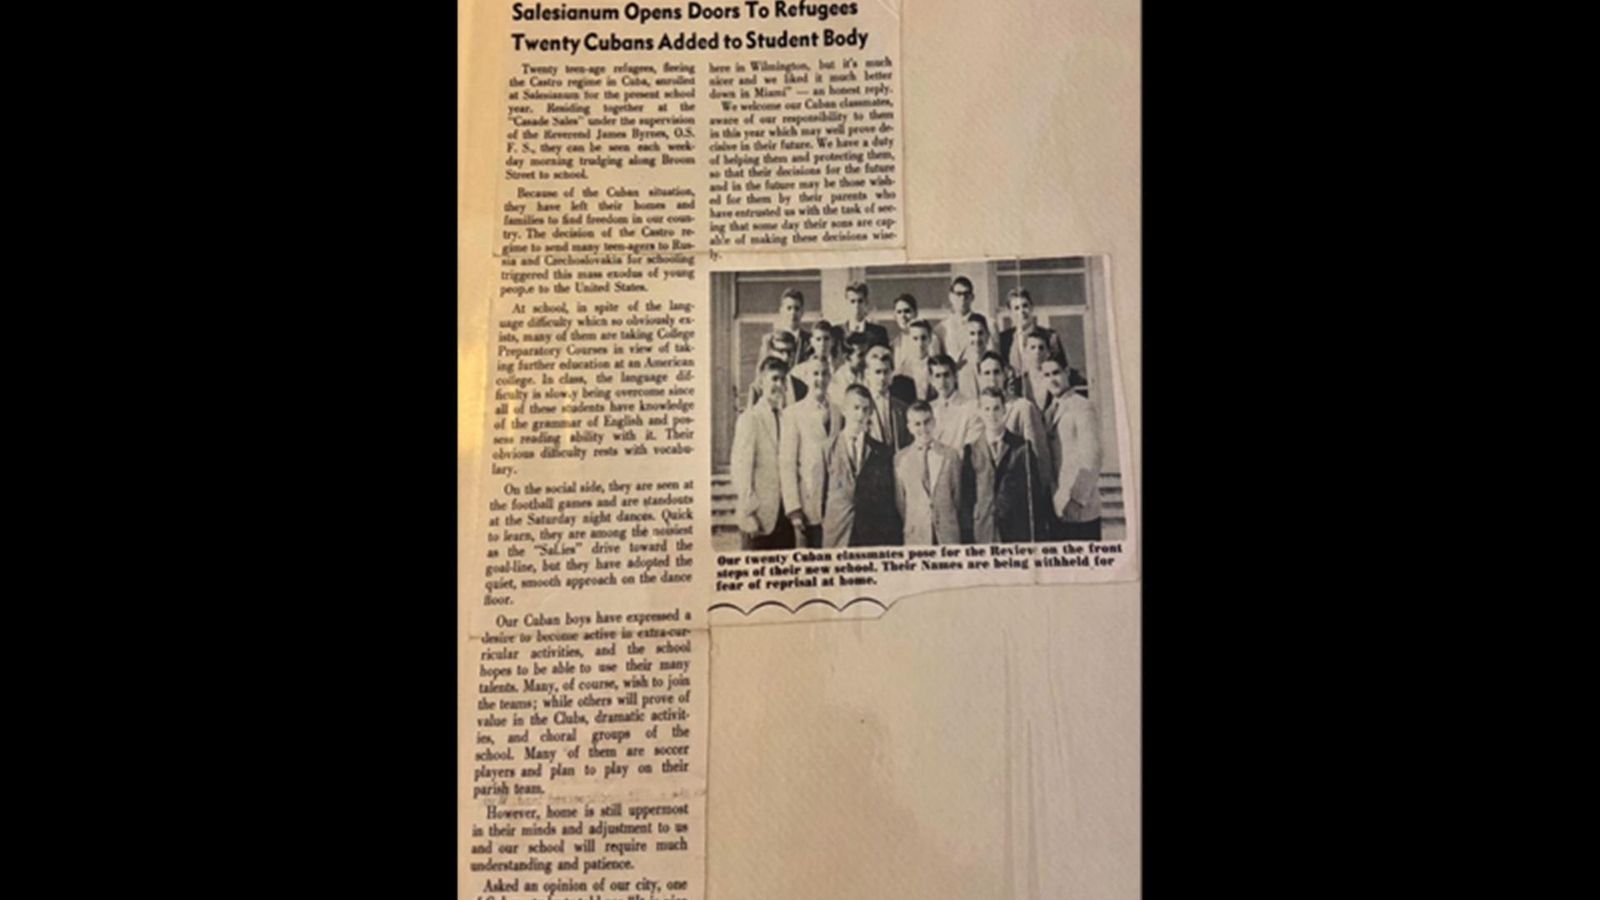 Salesianum Opens Doors To Refugees
Twenty Cubans Added to Student Body
Twenty teen-age refugees, fleeing
the Castro regime in Cuba, enrolled
at Salesianum for the present school
year. Residing together at the
"Casade Sales" under the supervision
of the Reverend James Byrnes, O.S.
F. S., they can be seen each week-
day morning trudging along Broom
Street to school.
Because of the Cuban situation,
they have left their homes and
families to find freedom in our coun-
try. The decision of the Castro re-
gime to send many teen-agers to Rus-
sia and Czechoslovakia for schooling
triggered this mass exodus of young
people to the United States.
At school, in spite of the lang-
uage difficulty which so obviously ex-
ists, many of them are taking College
Preparatory Courses in view of tak-
ing further education at an American
college. In class, the language dif-
ficulty is slowly being overcome since
all of these students have knowledge
of the grammar of English and pos-
sess reading ability with it. Their
obvious difficulty rests with vocabu-
lary.
On the social side, they are seen at
the football games and are standouts
at the Saturday night dances. Quick
to learn, they are among the noisiest
as the "Sallies" drive toward the
goal-line, but they have adopted the
quiet, smooth approach on the dance
floor.
Our Cuban boys have expressed a
desire to become active in extra-cur-
ricular activities, and the school
hopes to be able to use their many
talents. Many, of course, wish to join
the teams; while others will prove of
value in the Clubs, dramatic activit-
ies, and choral groups of the
school. Many of them are soccer
players and plan to play on their
parish team.
However, home is still uppermost
in their minds and adjustment to us
and our school will require much
understanding and patience.
Asked an opinion of our city, one
here in Wilmington, but it's much
nicer and we liked it much better
down in Miami" — an honest reply.
We welcome our Cuban classmates,
aware of our responsibility to them
in this year which may well prove de-
cisive in their future. We have a duty
of helping them and protecting them,
so that their decisions for the future
and in the future may be those wish-
ed for them by their parents who
have entrusted us with the task of see-
ing that some day their sons are cap-
able of making these decisions wise-
ly.
Our twenty Cuban classmates pose for the Review on the front
steps of their new school. Their Names are being withheld for
fear of reprisal at home.